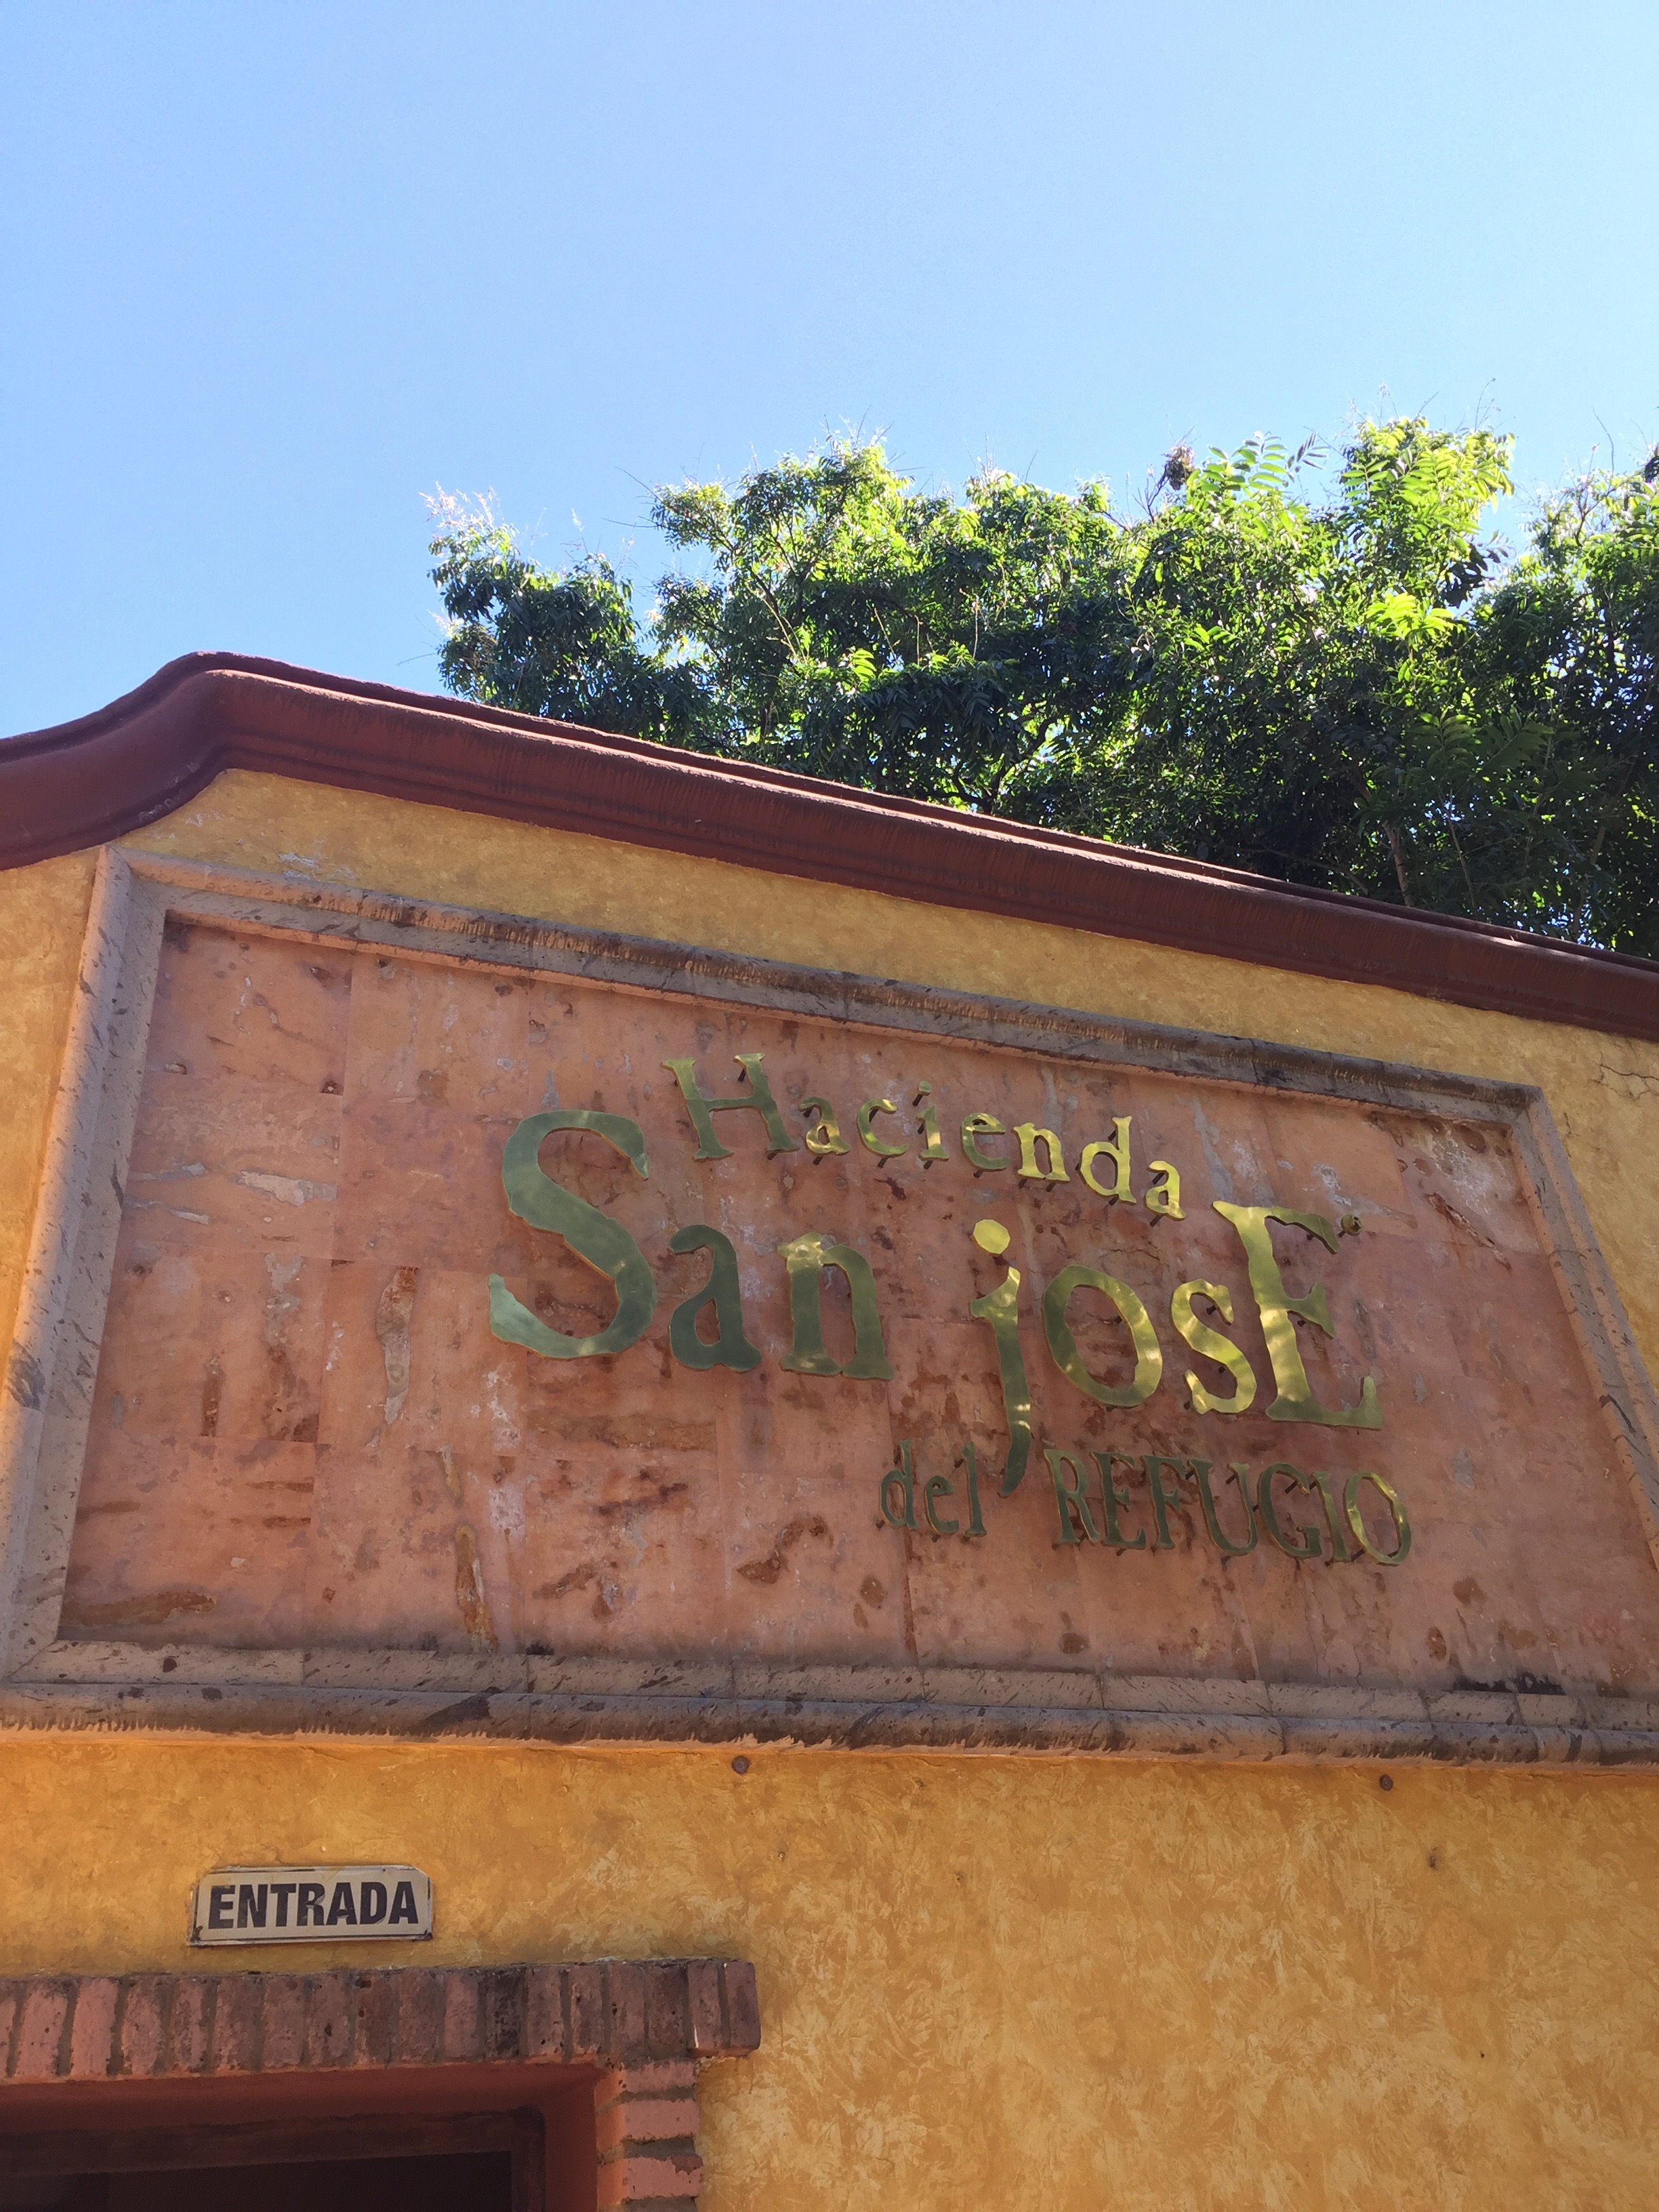 Hacienda
San josE
del REFUGIO
ENTRADA